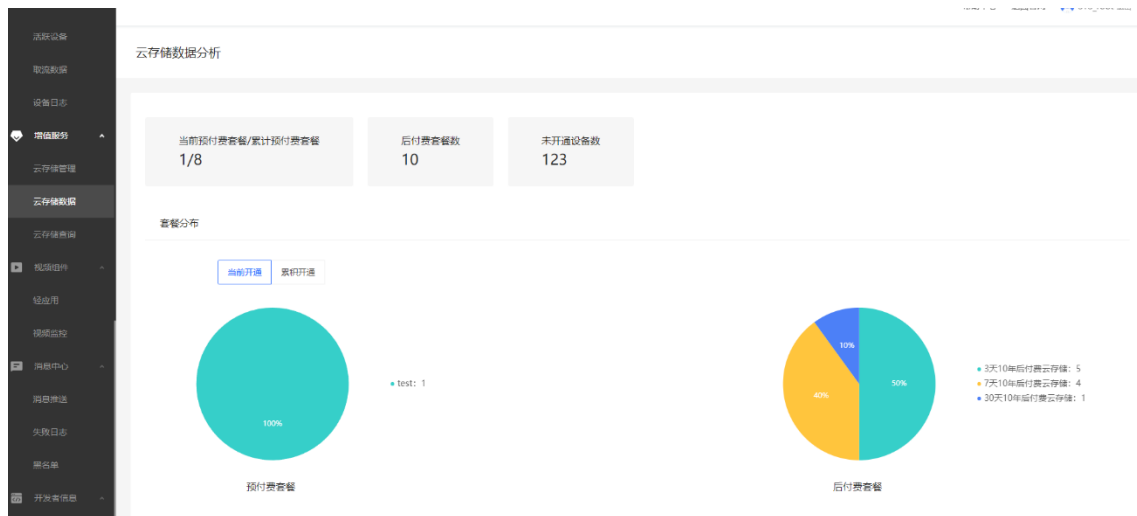 活跃设备
取流数据
设备日志
增值服务
云存储管理
云存储数据
云存储查询
视频组件
轻应用
视频监控
消息中心
消息推送
失败日志
黑名单
开发者信息
云存储数据分析
当前预付费套餐/累计预付费套餐
1/8
后付费套餐数
10
未开通设备数
123
套餐分布
当前开通
累积开通
100%
test: 1
预付费套餐
10%
40%
50%
3天10年后付费云存储: 5
7天10年后付费云存储: 4
30天10年后付费云存储: 1
后付费套餐